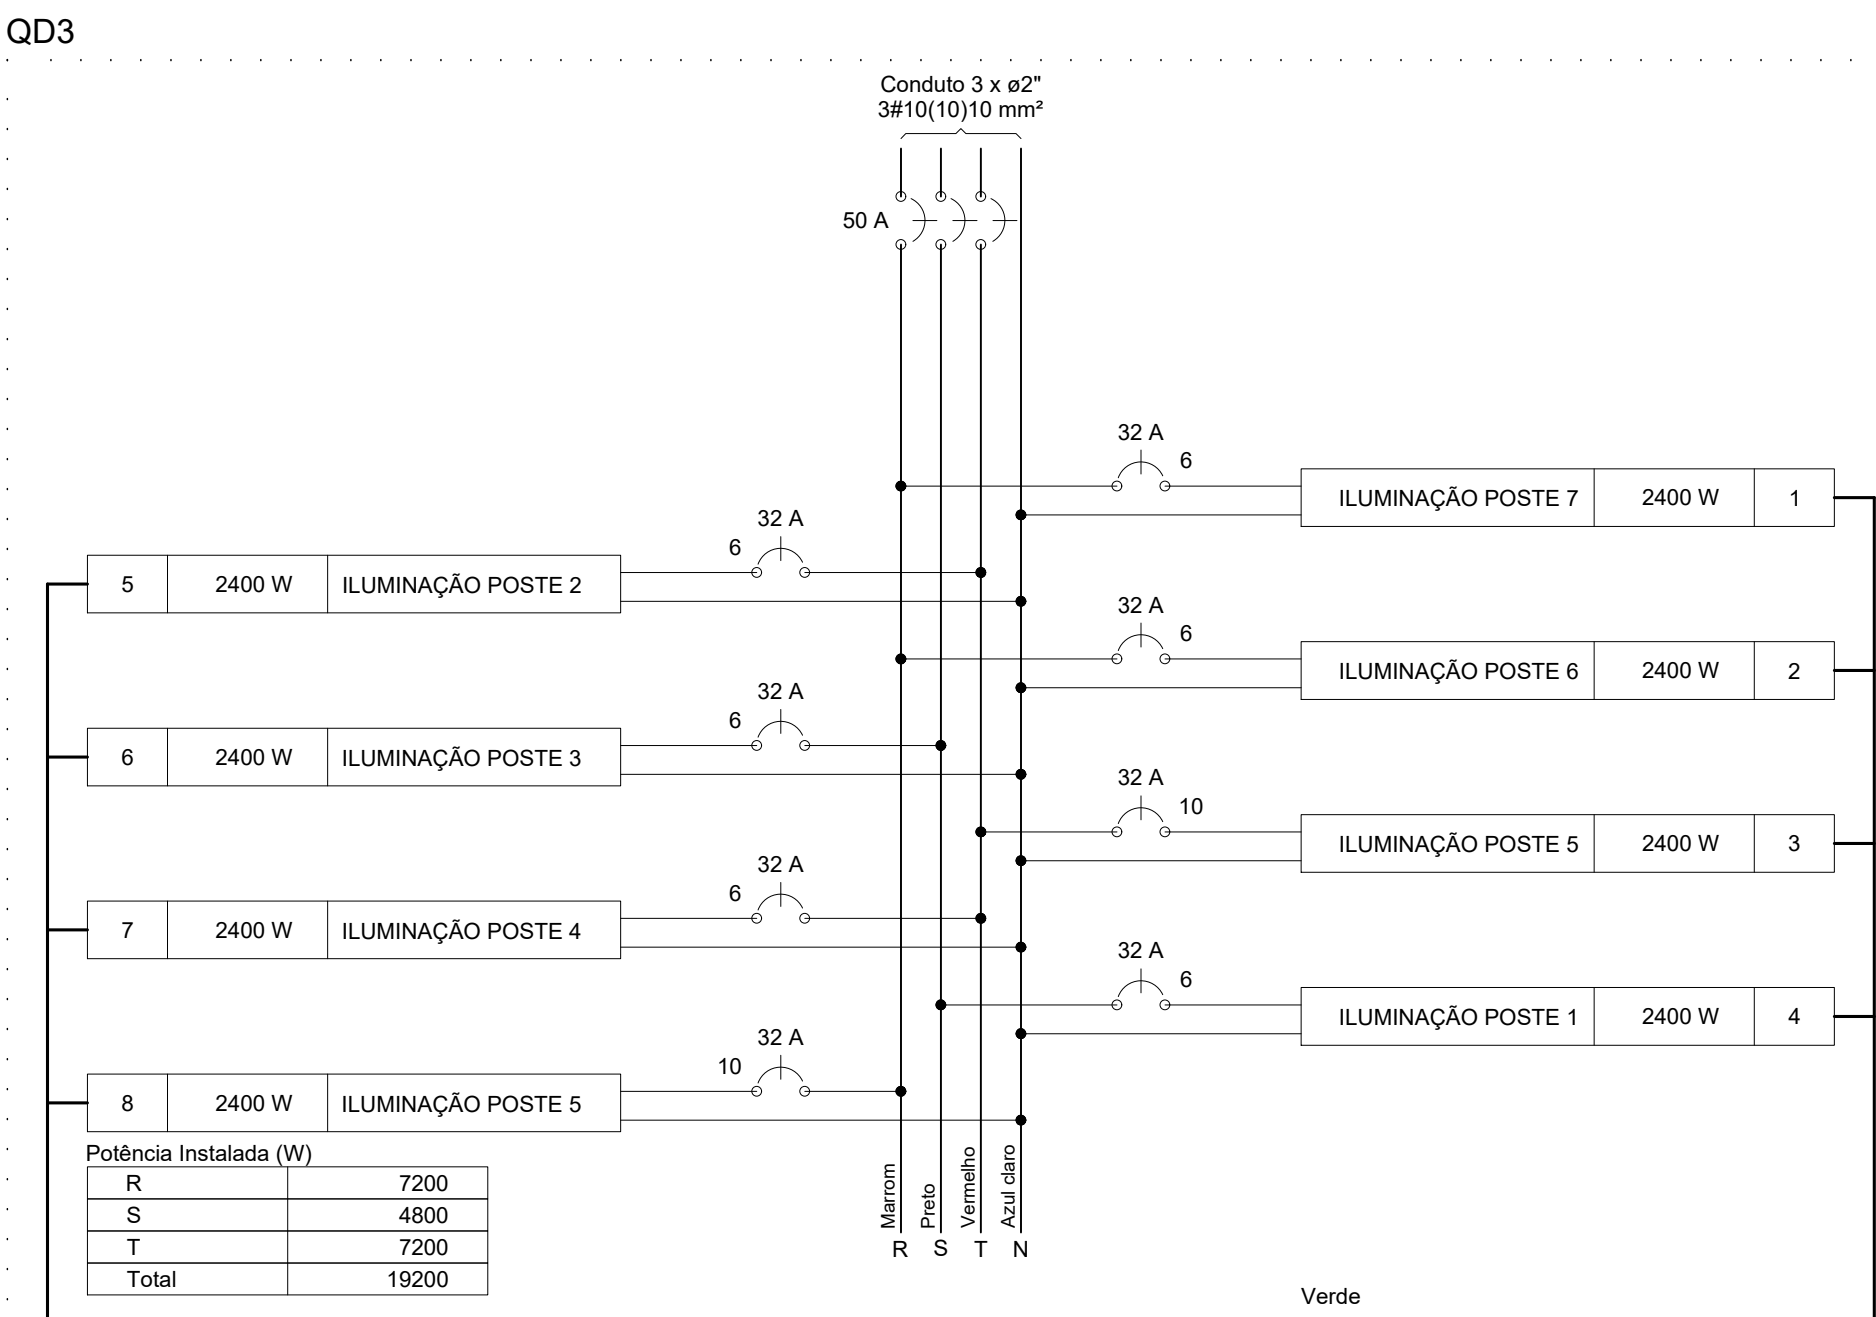 QD3
Conduto 3 x ø2"
3#10(10)10 mm²
50 A
32 A
6
ILUMINAÇÃO POSTE 7 2400 W 1
32 A
6
5 2400 W ILUMINAÇÃO POSTE 2
32 A
6
ILUMINAÇÃO POSTE 6 2400 W 2
32 A
6
6 2400 W ILUMINAÇÃO POSTE 3
32 A
10
ILUMINAÇÃO POSTE 5 2400 W 3
32 A
6
7 2400 W ILUMINAÇÃO POSTE 4
32 A
6
ILUMINAÇÃO POSTE 1 2400 W 4
32 A
10
8 2400 W ILUMINAÇÃO POSTE 5
Potência Instalada (W)
R 7200
S 4800
T 7200
Total 19200
Marrom
Preto
Vermelho
Azul claro
R S T N
Verde